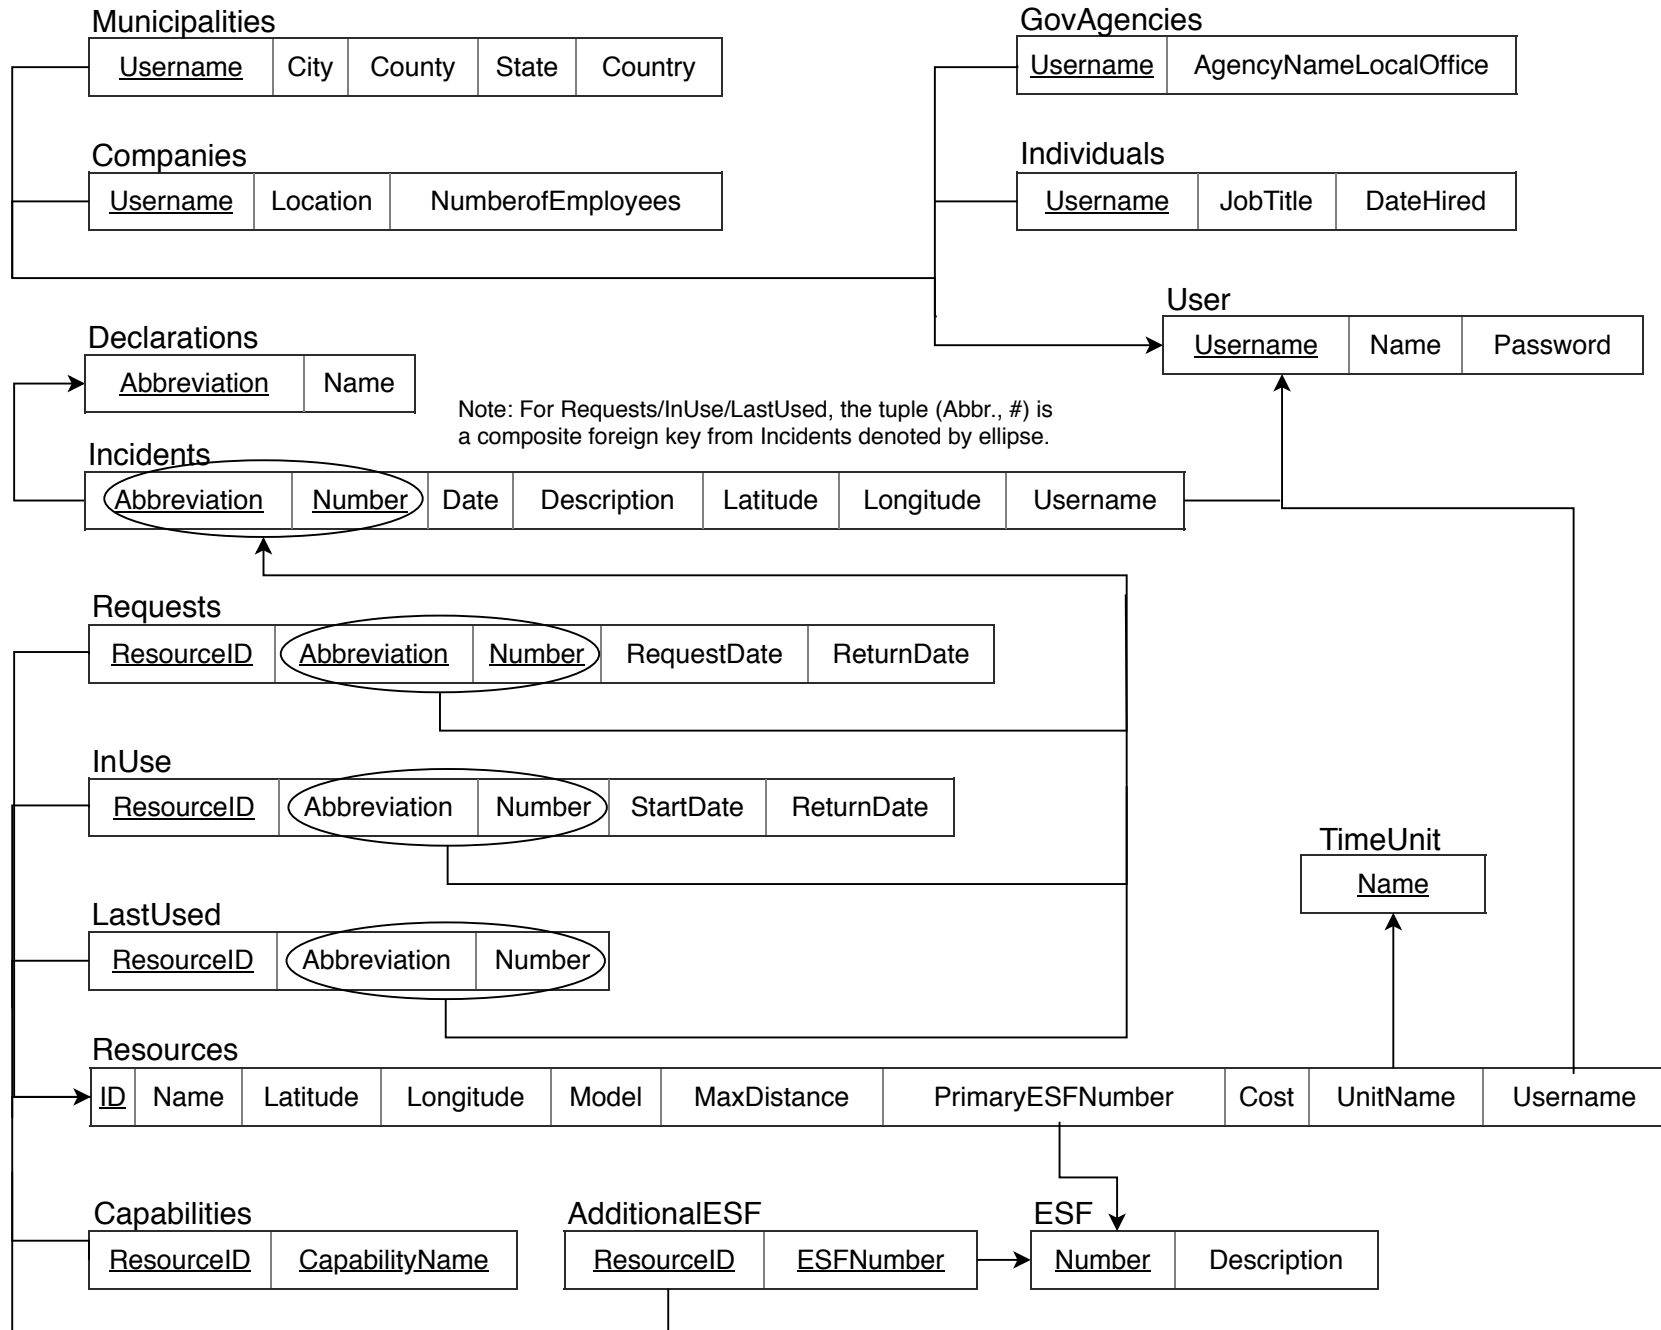 Municipalities
Username City County State Country
GovAgencies
Username AgencyNameLocalOffice
Companies
Username Location NumberofEmployees
Individuals
Username JobTitle DateHired
User
Username Name Password
Declarations
Abbreviation Name
Note: For Requests/InUse/LastUsed, the tuple (Abbr., #) is
a composite foreign key from Incidents denoted by ellipse.
Incidents
Abbreviation Number Date Description Latitude Longitude Username
Requests
ResourceID Abbreviation Number RequestDate ReturnDate
InUse
ResourceID Abbreviation Number StartDate ReturnDate
TimeUnit
Name
LastUsed
ResourceID Abbreviation Number
Resources
ID Name Latitude Longitude Model MaxDistance PrimaryESFNumber Cost UnitName Username
Capabilities
ResourceID CapabilityName
AdditionalESF
ResourceID ESFNumber
ESF
Number Description